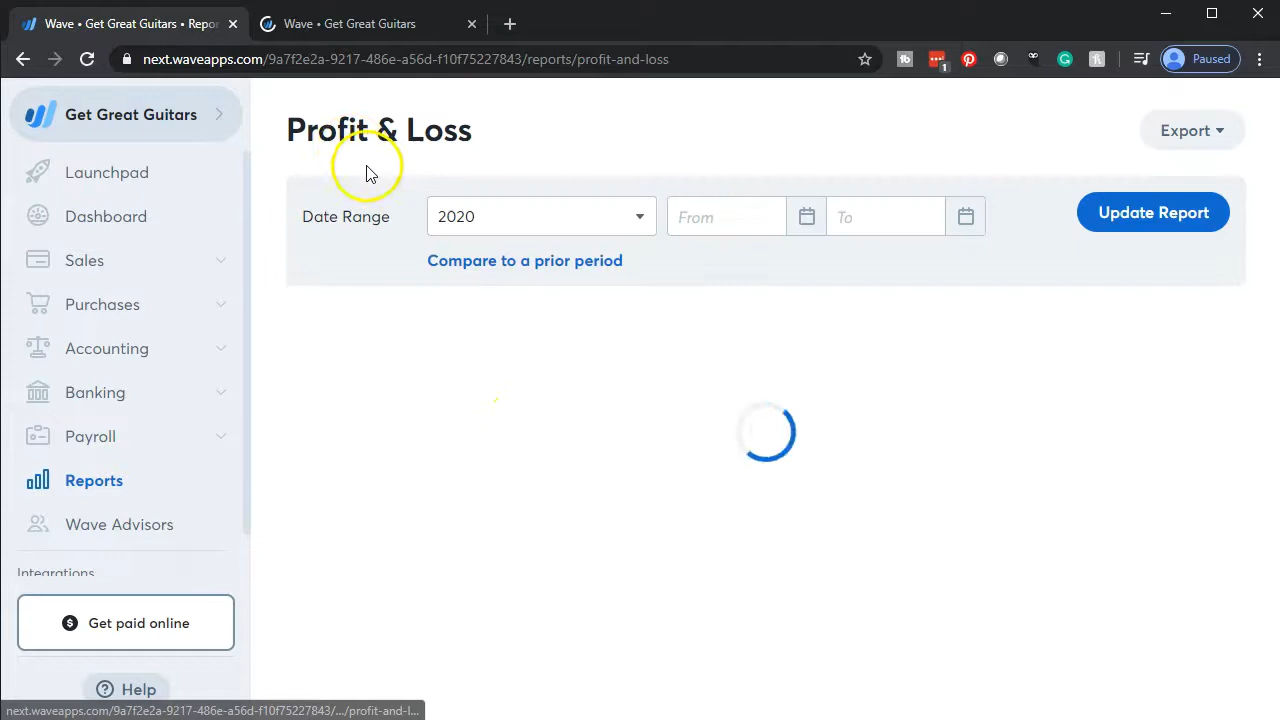 Wave • Get Great Guitars • Repor
Wave • Get Great Guitars
next.waveapps.com/9a7f2e2a-9217-486e-a56d-f10f75227843/reports/profit-and-loss
1
Paused
Get Great Guitars
Launchpad
Dashboard
Sales
Purchases
Accounting
Banking
Payroll
Reports
Wave Advisors
Integrations
Get paid online
Help
Profit & Loss
Export
Date Range
2020
From
To
Update Report
Compare to a prior period
next.waveapps.com/9a7f2e2a-9217-486e-a56d-f10f75227843/.../profit-and-l...